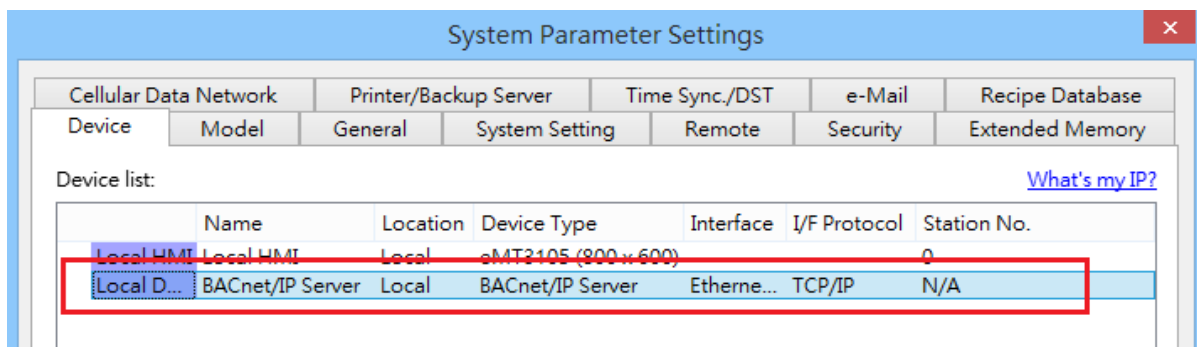 System Parameter Settings
Cellular Data Network Printer/Backup Server Time Sync./DST e-Mail Recipe Database
Device Model General System Setting Remote Security Extended Memory
Device list: What's my IP?
Name Location Device Type Interface I/F Protocol Station No.
Local HMI Local HMI Local eMT3105 (800 x 600) 0
Local D... BACnet/IP Server Local BACnet/IP Server Etherne... TCP/IP N/A